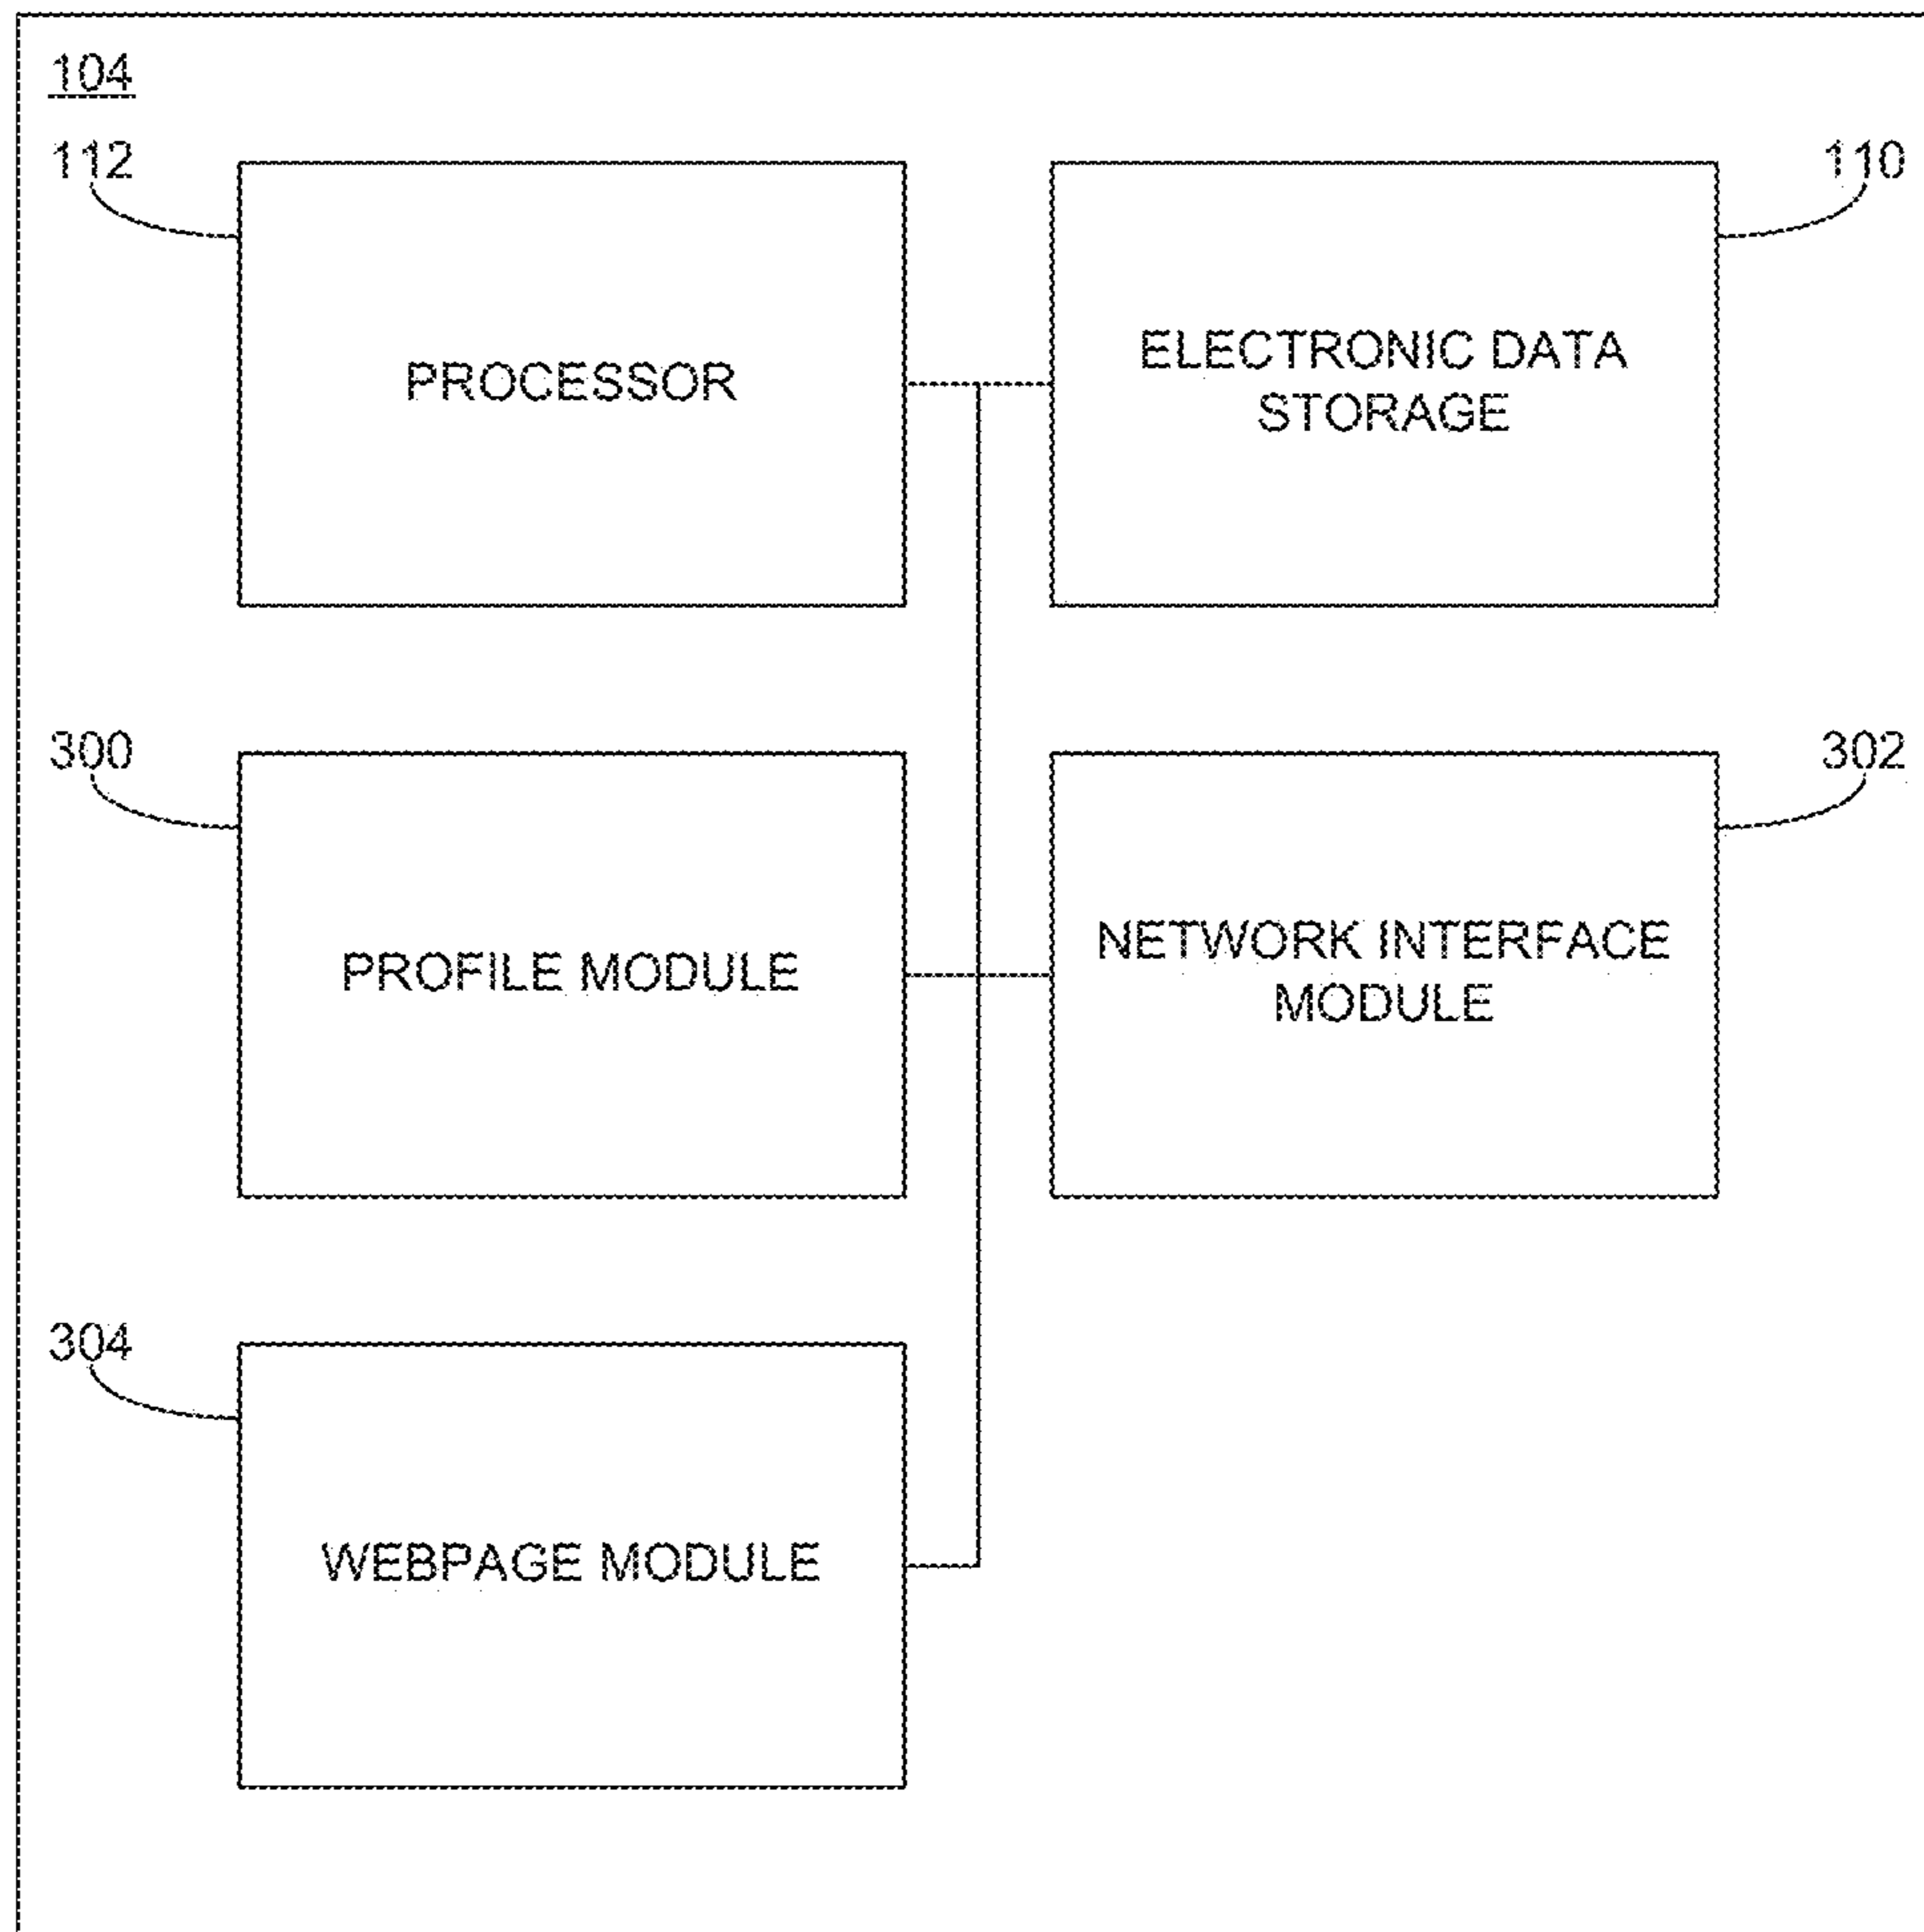 104
112
110
PROCESSOR
ELECTRONIC DATA
STORAGE
300
302
PROFILE MODULE
NETWORK INTERFACE
MODULE
304
WEBPAGE MODULE